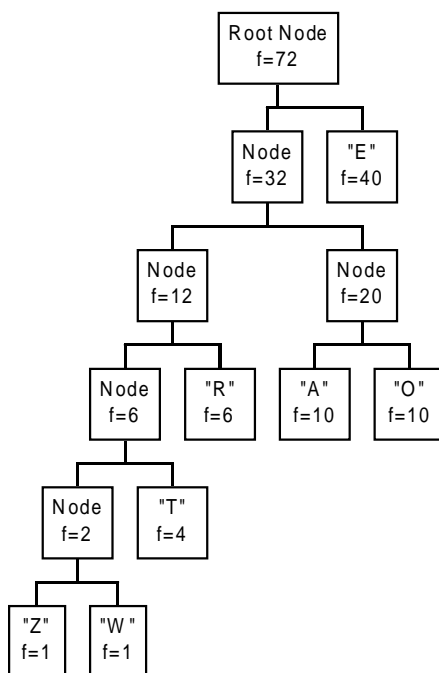 Root Node
f=72
Node
f=32
"E"
f=40
Node
f=12
Node
f=20
Node
f=6
"R"
f=6
"A"
f=10
"O"
f=10
Node
f=2
"T"
f=4
"Z"
f=1
"W"
f=1